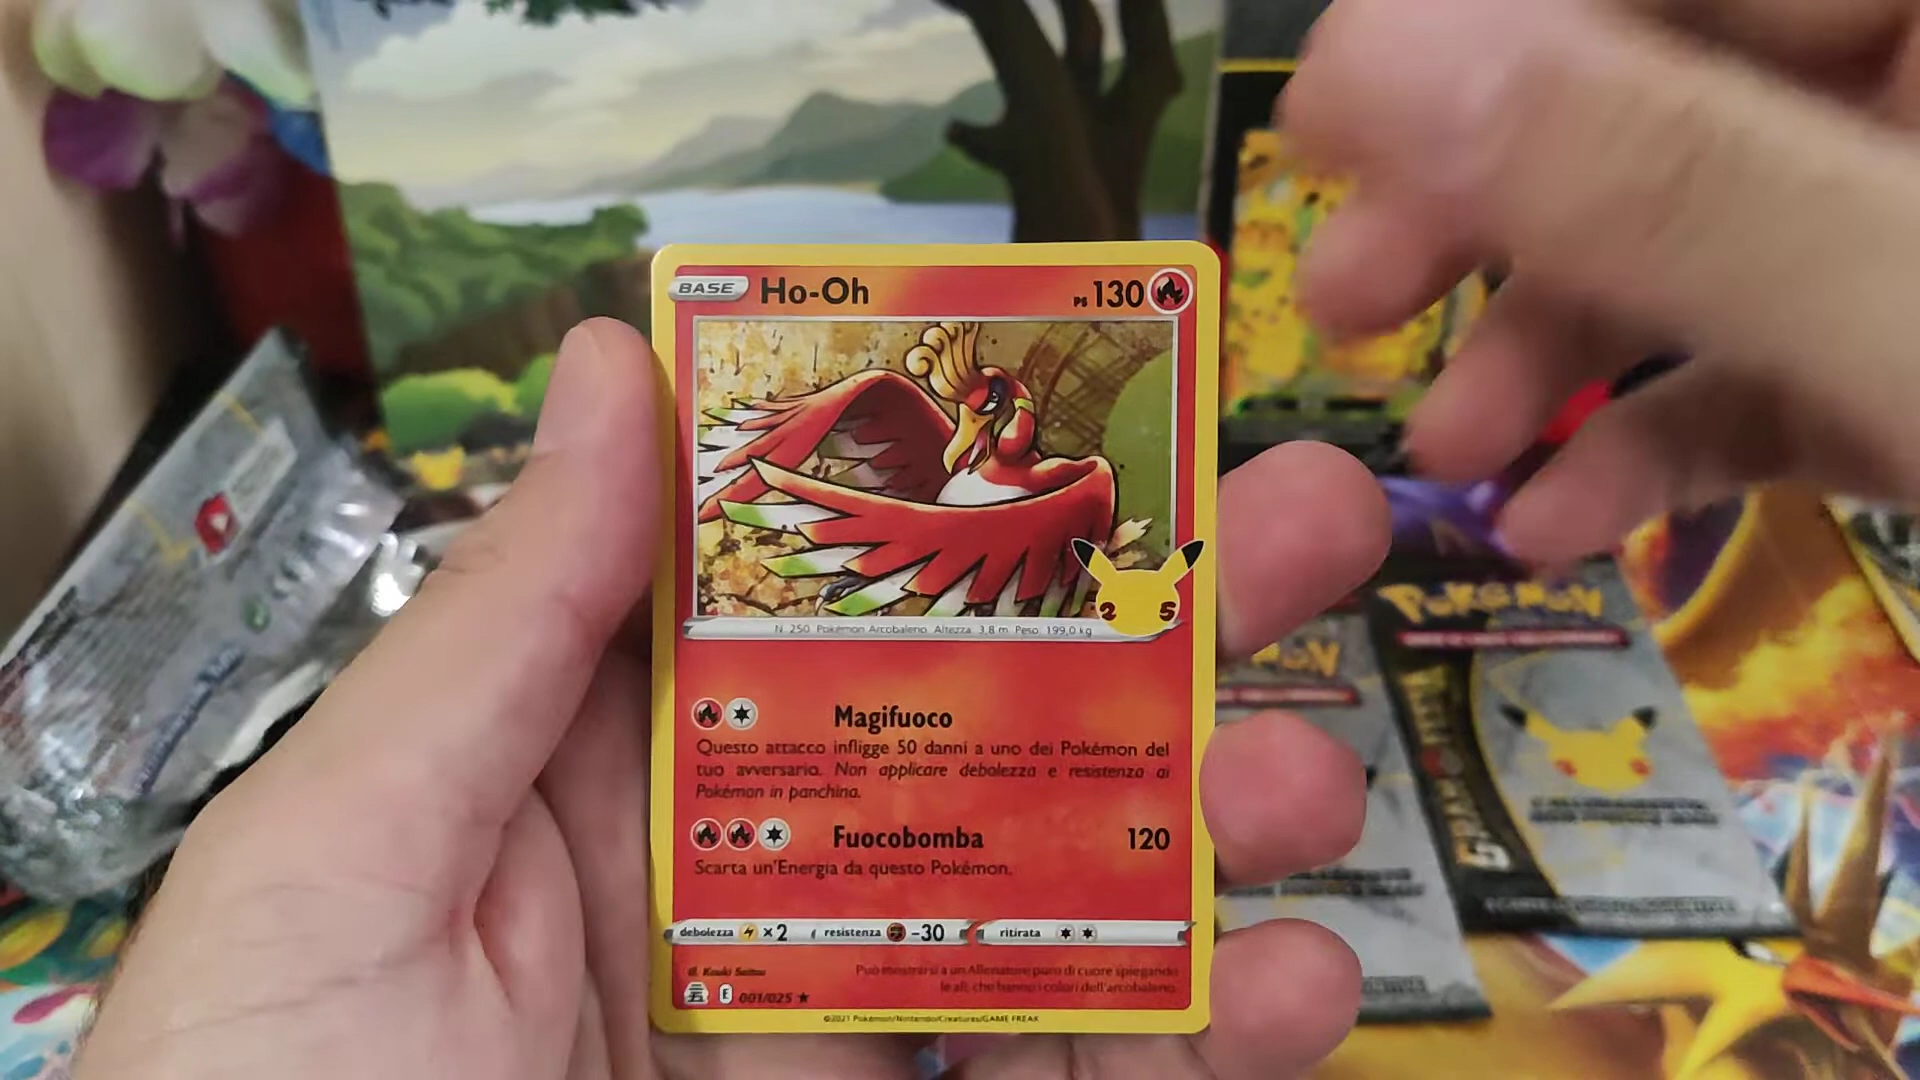 BASE Ho-Oh PS 130
2 5
N. 250 Pokémon Arcobaleno Altezza 3,8 m Peso 199,0 kg
Magifuoco
Questo attacco infligge 50 danni a uno dei Pokémon del
tuo avversario. Non applicare debolezza e resistenza ai
Pokémon in panchina.
Fuocobomba 120
Scarta un'Energia da questo Pokémon.
debolezza ×2 resistenza -30 ritirata
Può mostrarsi a un Allenatore puro di cuore spiegando
le ali, che hanno i colori dell'arcobaleno.
E 001/025
©2021 Pokémon/Nintendo/Creatures/GAME FREAK
POKÉMON